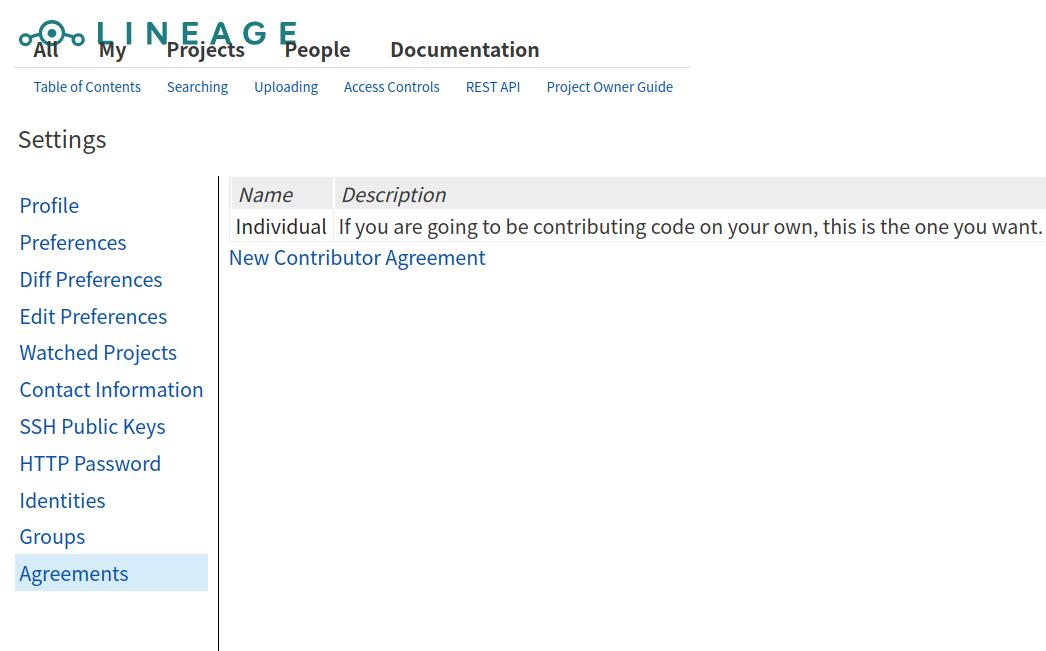 LINEAGE
All My Projects People Documentation
Table of Contents Searching Uploading Access Controls REST API Project Owner Guide
Settings
Profile
Preferences
Diff Preferences
Edit Preferences
Watched Projects
Contact Information
SSH Public Keys
HTTP Password
Identities
Groups
Agreements
Name Description
Individual If you are going to be contributing code on your own, this is the one you want.
New Contributor Agreement